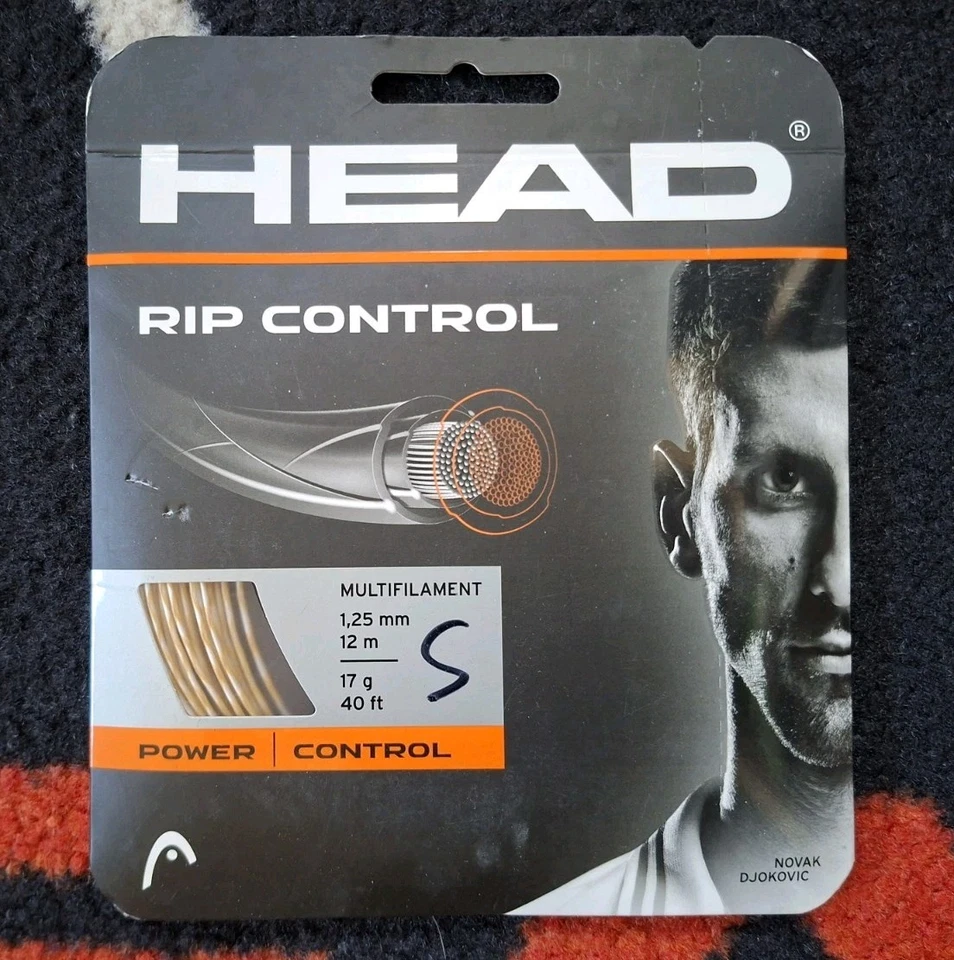 HEAD®
RIP CONTROL
MULTIFILAMENT
1,25 mm
12 m
S
17 g
40 ft
POWER | CONTROL
NOVAK
DJOKOVIC